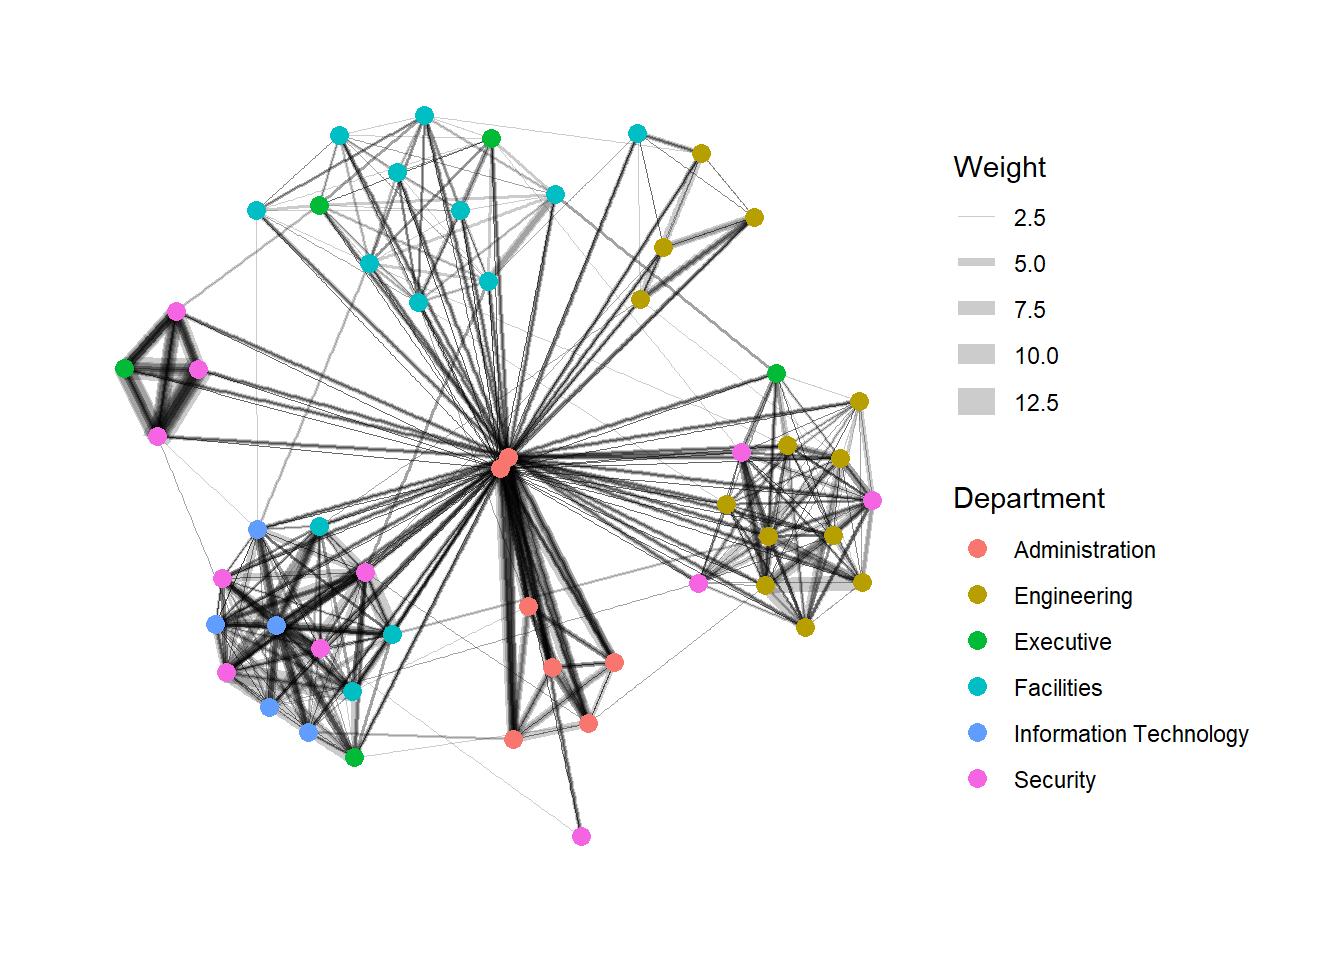 Weight
2.5
5.0
7.5
10.0
12.5
Department
Administration
Engineering
Executive
Facilities
Information Technology
Security